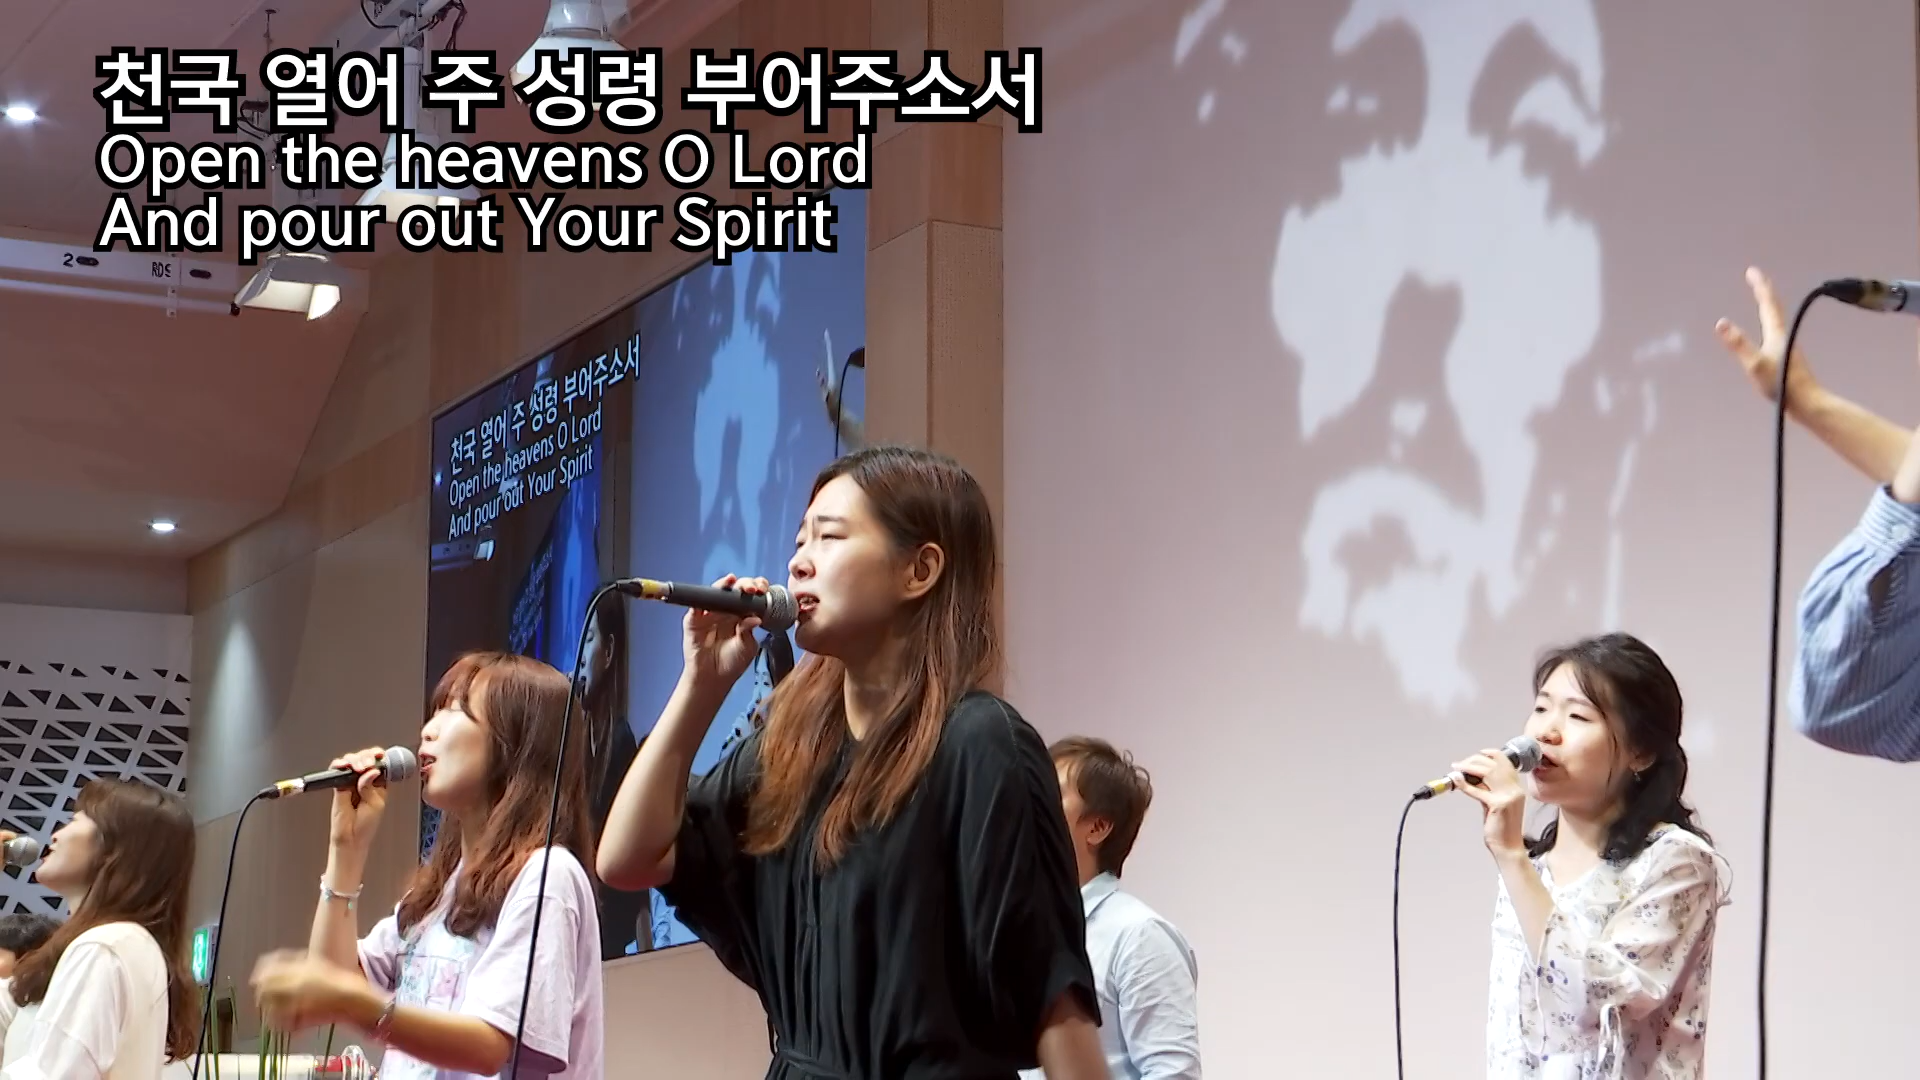 천국 열어 주 성령 부어주소서
Open the heavens O Lord
And pour out Your Spirit
2
RDS
천국 열어 주 성령 부어주소서
Open the heavens O Lord
And pour out Your Spirit